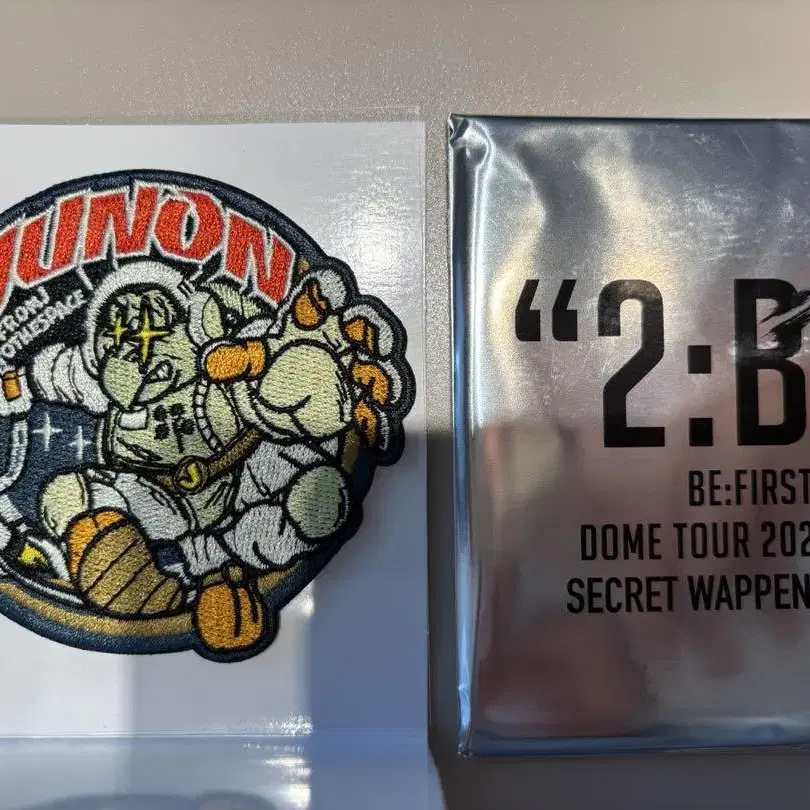 JUNON
“2:B
BE:FIRST
DOME TOUR 202
SECRET WAPPEN